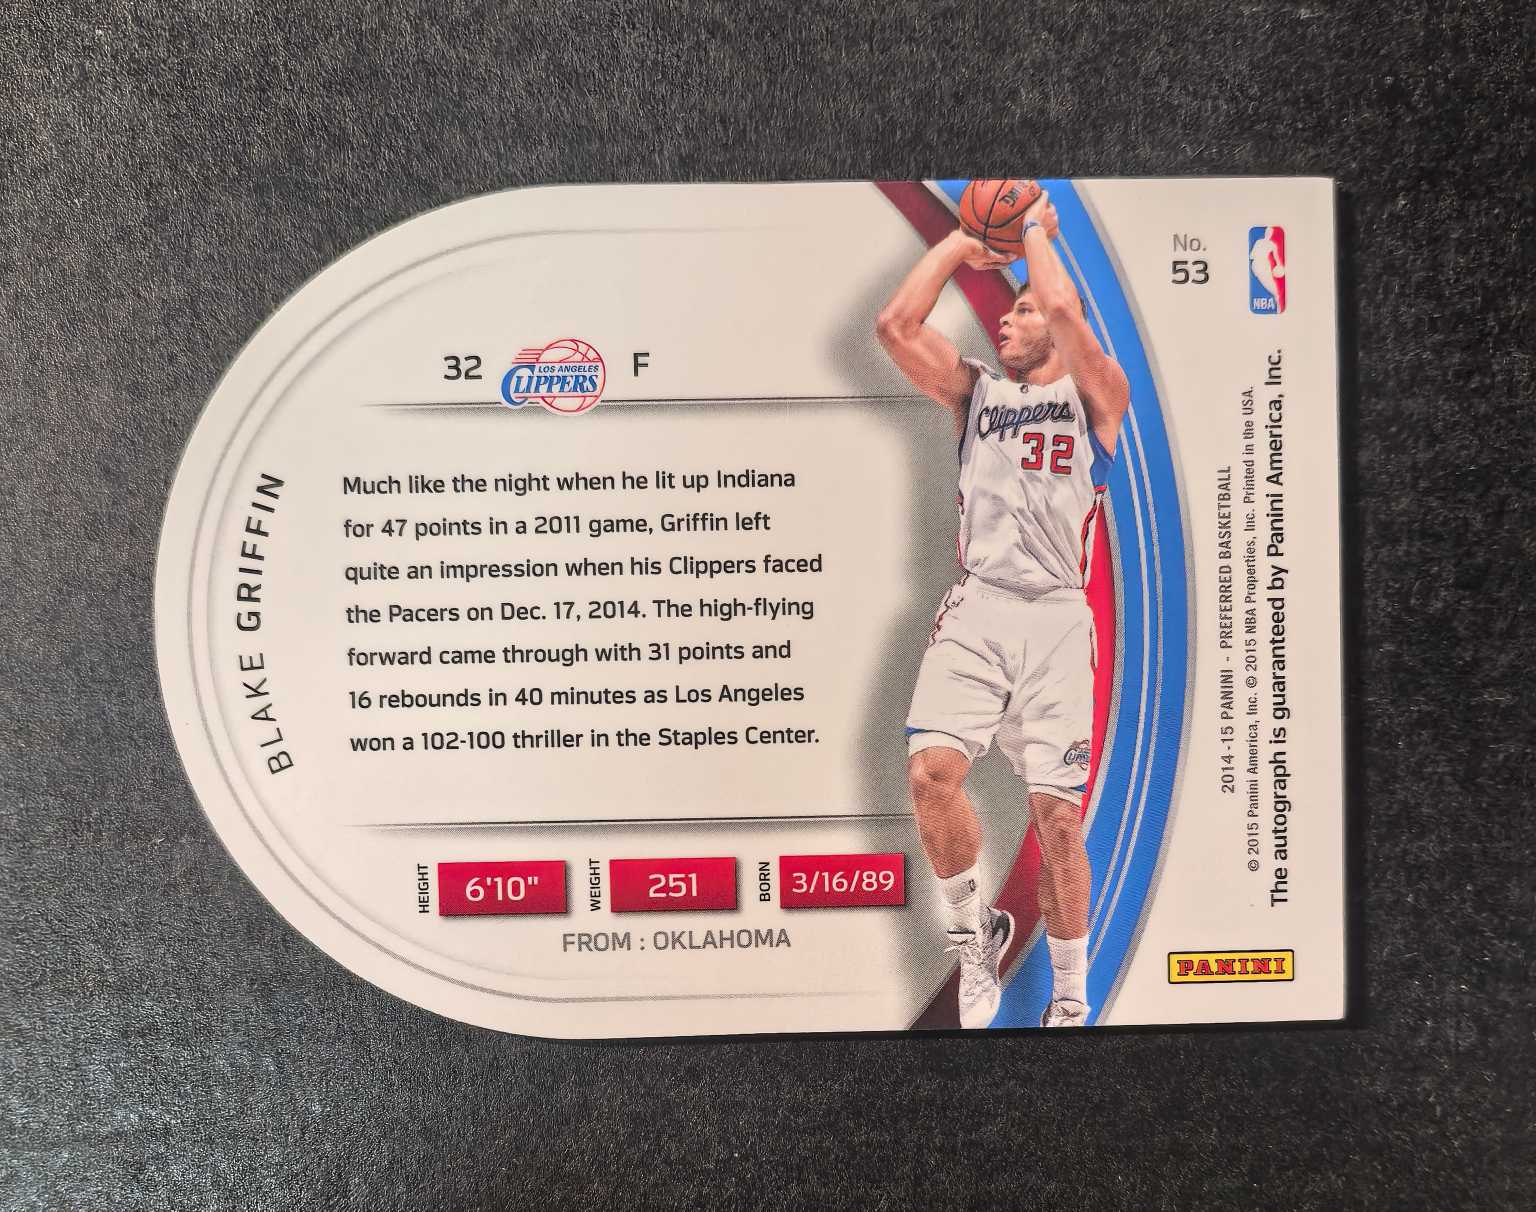 BLAKE GRIFFIN
32
LOS ANGELES
CLIPPERS
F
Much like the night when he lit up Indiana
for 47 points in a 2011 game, Griffin left
quite an impression when his Clippers faced
the Pacers on Dec. 17, 2014. The high-flying
forward came through with 31 points and
16 rebounds in 40 minutes as Los Angeles
won a 102-100 thriller in the Staples Center.
HEIGHT
6'10"
WEIGHT
251
BORN
3/16/89
FROM : OKLAHOMA
Clippers
32
No.
53
NBA
2014-15 PANINI - PREFERRED BASKETBALL
© 2015 Panini America, Inc. © 2015 NBA Properties, Inc. Printed in the USA.
The autograph is guaranteed by Panini America, Inc.
PANINI